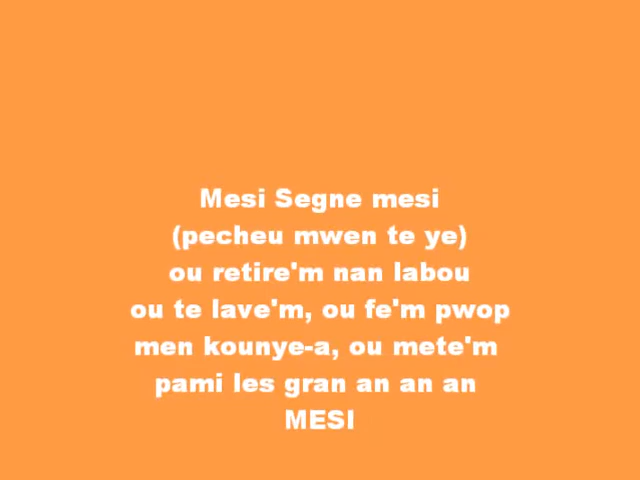 Mesi Segne mesi
(pecheu mwen te ye)
ou retire'm nan labou
ou te lave'm, ou fe'm pwop
men kounye-a, ou mete'm
pami les gran an an an
MESI